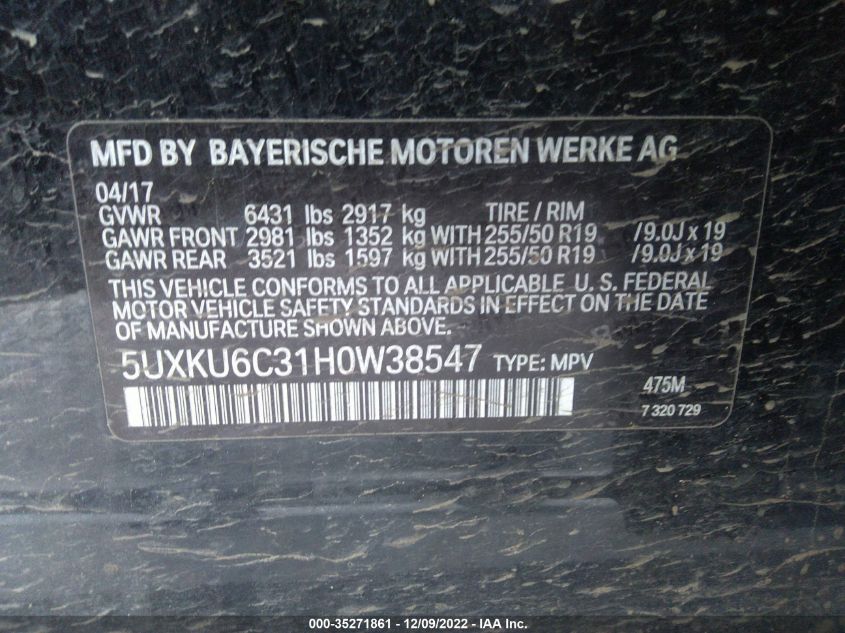 MFD BY BAYERISCHE MOTOREN WERKE AG
04/17
GVWR 6431 lbs 2917 kg TIRE / RIM
GAWR FRONT 2981 lbs 1352 kg WITH 255/50 R19 /9.0J x 19
GAWR REAR 3521 lbs 1597 kg WITH 255/50 R19 /9.0J x 19
THIS VEHICLE CONFORMS TO ALL APPLICABLE U. S. FEDERAL
MOTOR VEHICLE SAFETY STANDARDS IN EFFECT ON THE DATE
OF MANUFACTURE SHOWN ABOVE.
5UXKU6C31H0W38547 TYPE: MPV
475M
7 320 729
000-35271861 - 12/09/2022 - IAA Inc.